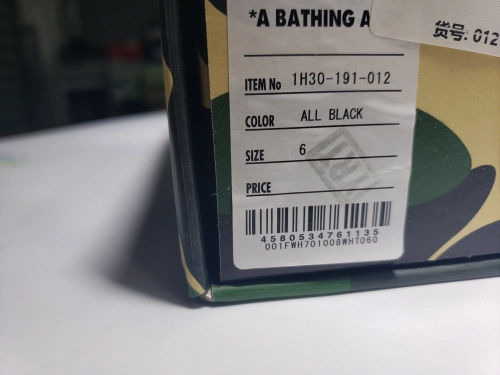 *A BATHING A
货号: 012
ITEM No 1H30-191-012
COLOR ALL BLACK
SIZE 6
PRICE
4580534761135
001FWH701008WHT060